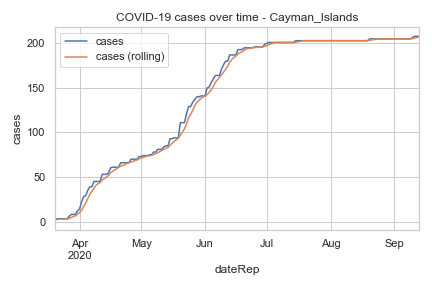 COVID-19 cases over time - Cayman_Islands
cases
cases (rolling)
200
150
100
50
0
cases
Apr
2020
May
Jun
Jul
Aug
Sep
dateRep